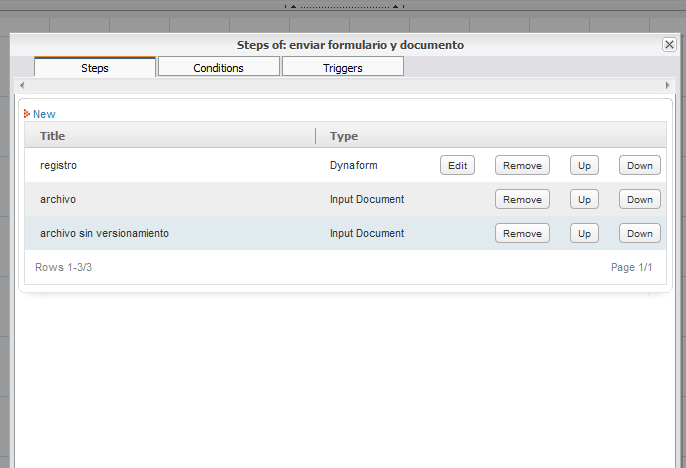 Steps of: enviar formulario y documento
Steps Conditions Triggers
New
Title Type
registro Dynaform Edit Remove Up Down
archivo Input Document Remove Up Down
archivo sin versionamiento Input Document Remove Up Down
Rows 1-3/3 Page 1/1